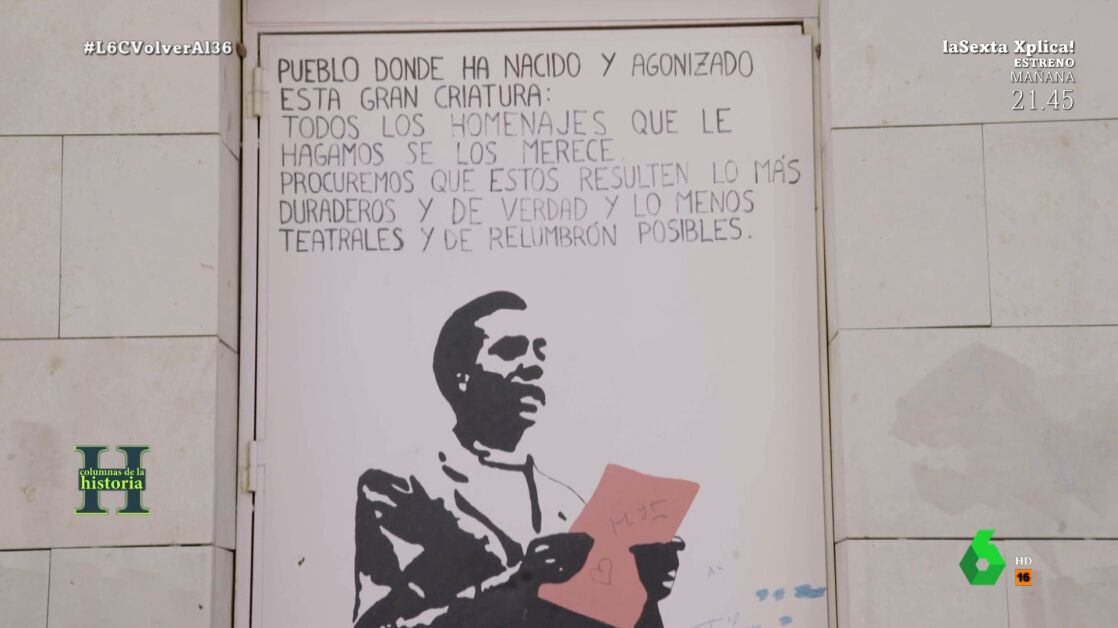 #L6CVolverAl36
laSexta Xplica!
ESTRENO
MAÑANA
21.45
PUEBLO DONDE HA NACIDO Y AGONIZADO
ESTA GRAN CRIATURA:
TODOS LOS HOMENAJES QUE LE
HAGAMOS SE LOS MERECE.
PROCUREMOS QUE ESTOS RESULTEN LO MÁS
DURADEROS Y DE VERDAD Y LO MENOS
TEATRALES Y DE RELUMBRÓN POSIBLES.
H
columnas de la
historia
6
HD
16